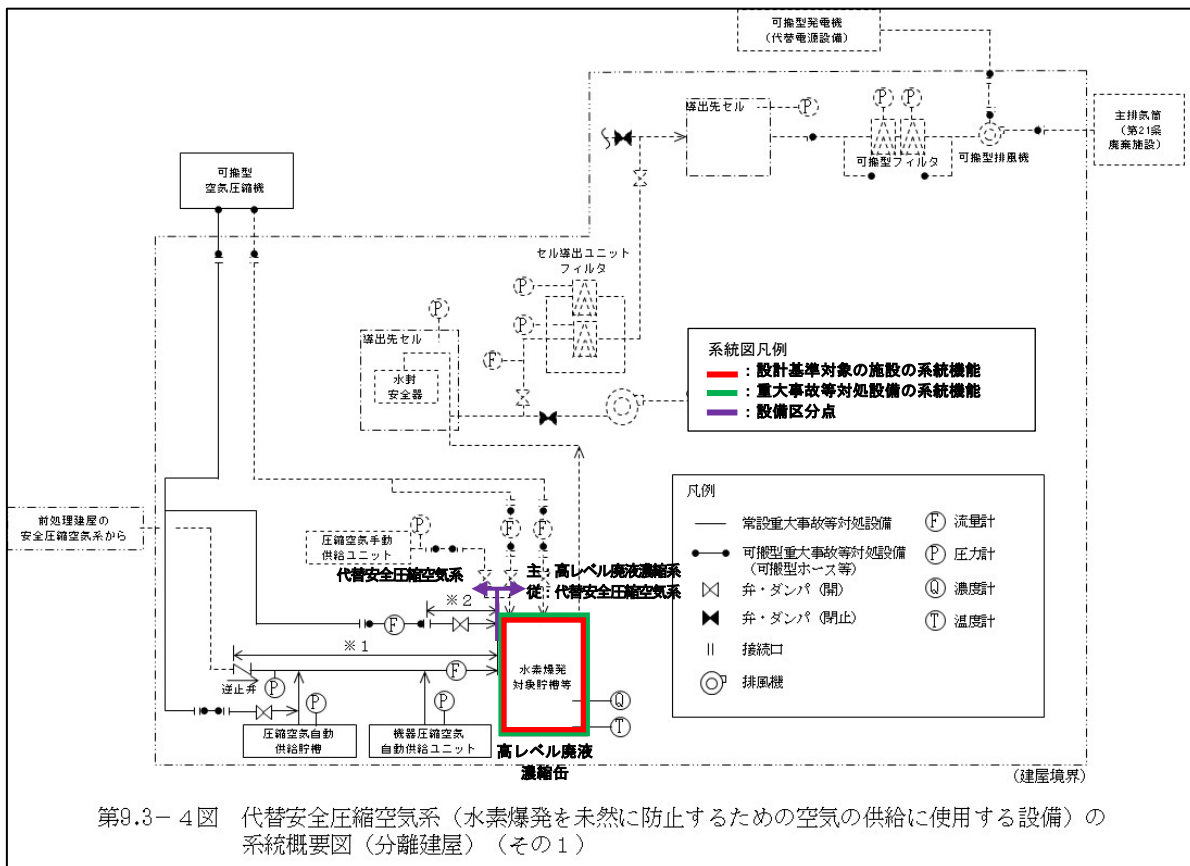 可搬型発電機
(代替電源設備)
導出先セル
P
P
P
主排気筒
(第21条
廃棄施設)
可搬型フィルタ
可搬型排風機
可搬型
空気圧縮機
セル導出ユニット
フィルタ
P
P
P
F
導出先セル
水封
安全器
系統図凡例
:設計基準対象の施設の系統機能
:重大事故等対処設備の系統機能
:設備区分点
前処理建屋の
安全圧縮空気系から
圧縮空気手動
供給ユニット
P
F
F
代替安全圧縮空気系
主:高レベル廃液濃縮系
従:代替安全圧縮空気系
※2
F
※1
逆止弁
P
F
P
P
圧縮空気自動
供給貯槽
機器圧縮空気
自動供給ユニット
水素爆発
対象貯槽等
Q
T
高レベル廃液
濃縮缶
凡例
常設重大事故等対処設備
可搬型重大事故等対処設備
(可搬型ホース等)
弁・ダンパ(開)
弁・ダンパ(閉止)
接続口
排風機
F 流量計
P 圧力計
Q 濃度計
T 温度計
(建屋境界)
第9.3-4図 代替安全圧縮空気系(水素爆発を未然に防止するための空気の供給に使用する設備)の
系統概要図(分離建屋)(その1)